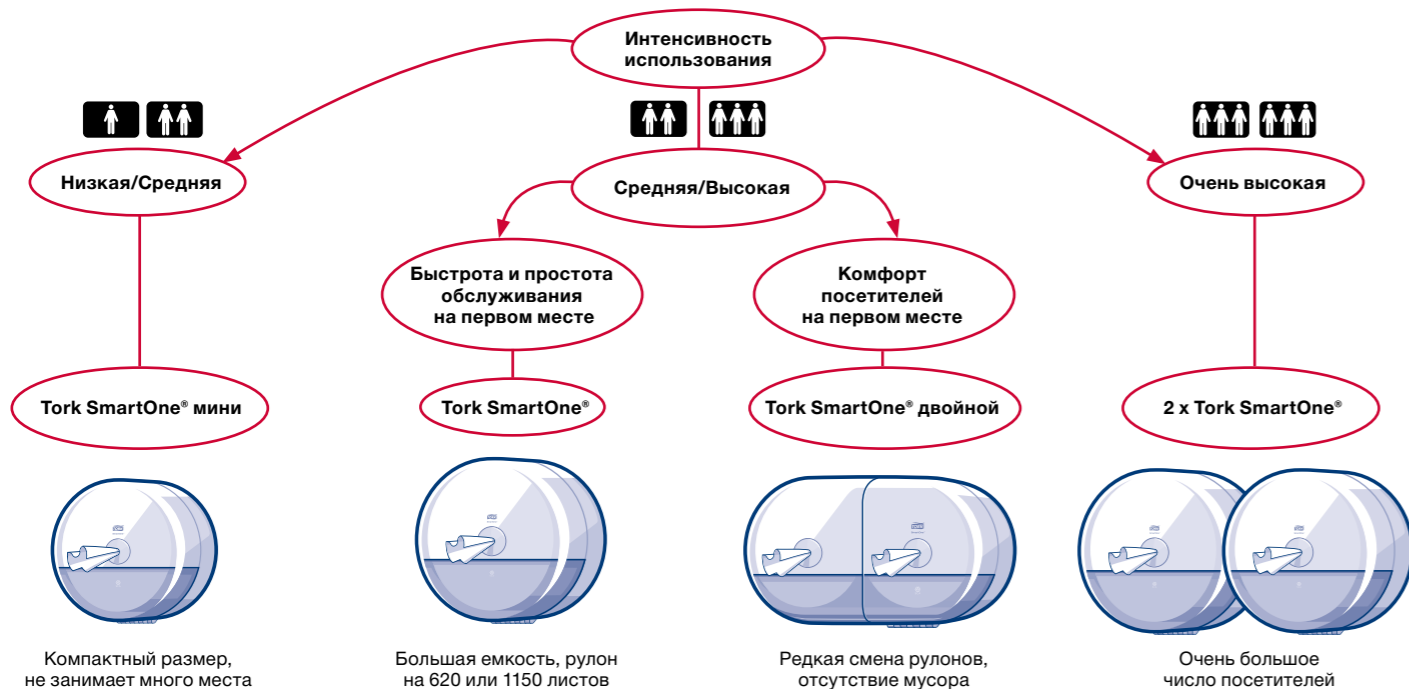 Интенсивность
использования
Низкая/Средняя
Средняя/Высокая
Очень высокая
Быстрота и простота
обслуживания
на первом месте
Комфорт
посетителей
на первом месте
Tork SmartOne® мини
Tork SmartOne®
Tork SmartOne® двойной
2 x Tork SmartOne®
Компактный размер,
не занимает много места
Большая емкость, рулон
на 620 или 1150 листов
Редкая смена рулонов,
отсутствие мусора
Очень большое
число посетителей